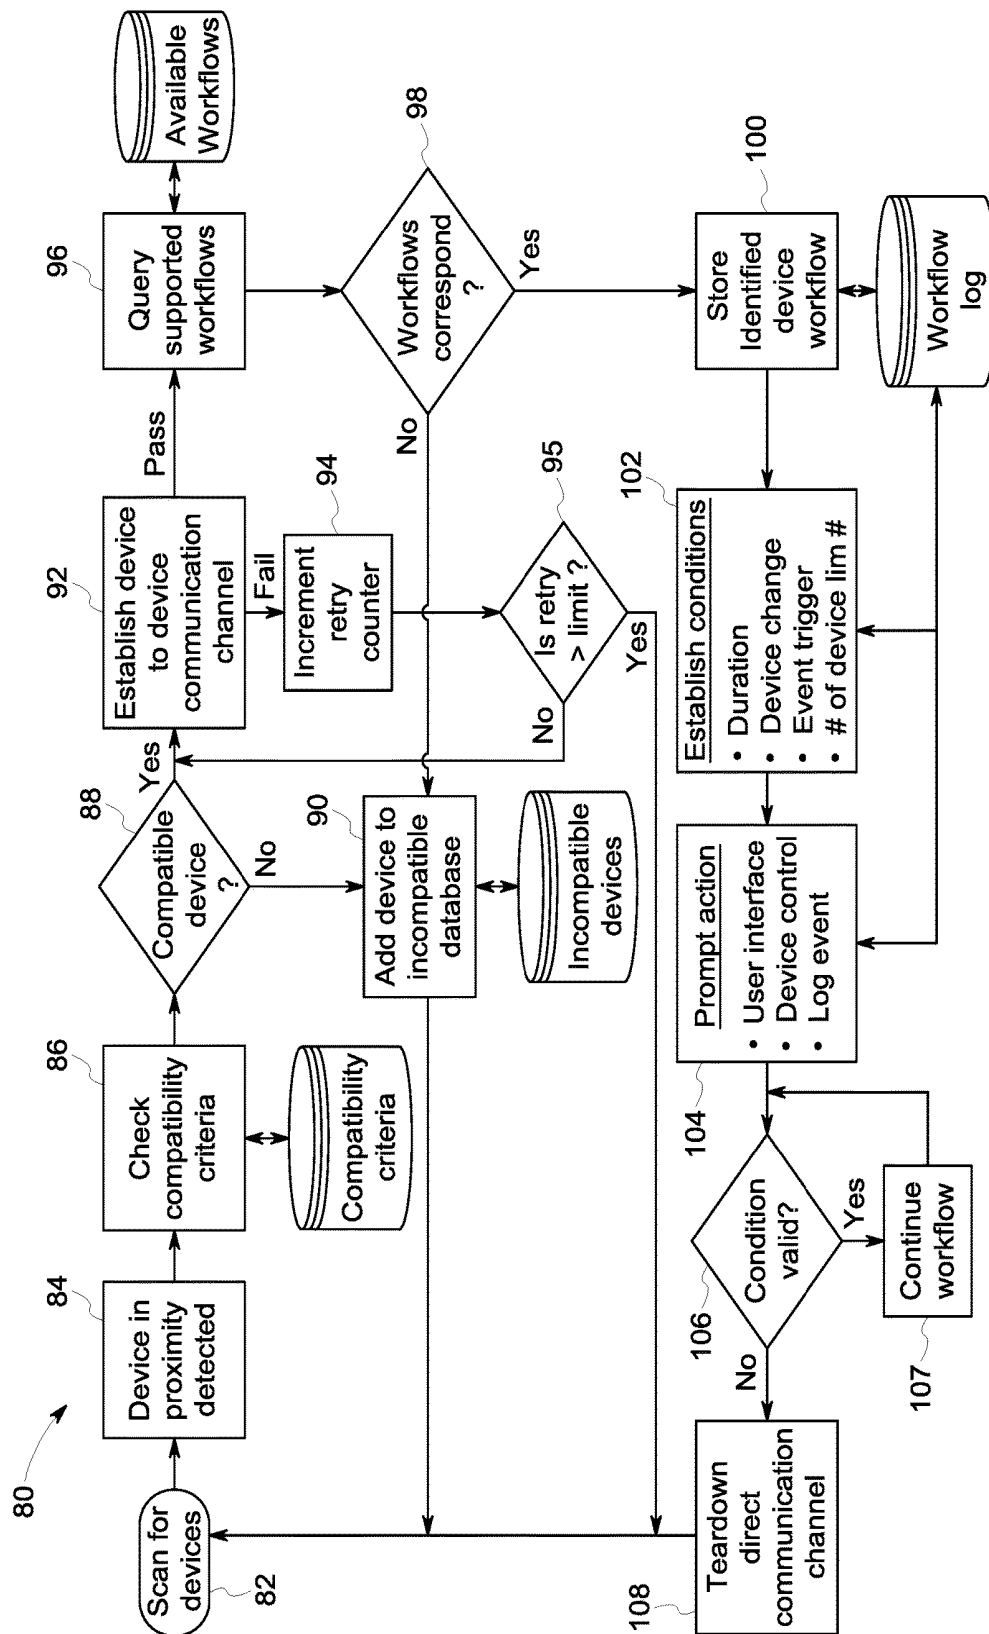 80
Scan for
devices
82
84
Device in
proximity
detected
86
Check
compatibility
criteria
Compatibility
criteria
88
Compatible
device
?
Yes
No
90
Add device to
incompatible
database
Incompatible
devices
92
Establish device
to device
communication
channel
Pass
Fail
94
Increment
retry
counter
95
Is retry
> limit ?
No
Yes
96
Query
supported
workflows
Available
Workflows
98
Workflows
correspond
?
No
Yes
100
Store
Identified
device
workflow
Workflow
log
102
Establish conditions
• Duration
• Device change
• Event trigger
• # of device lim #
104
Prompt action
• User interface
• Device control
• Log event
106
Condition
valid?
Yes
No
107
Continue
workflow
108
Teardown
direct
communication
channel